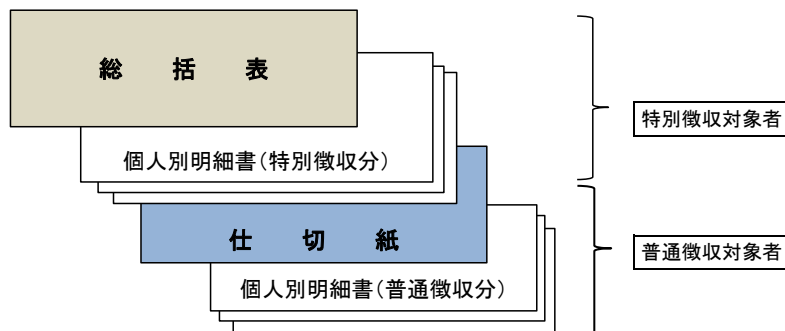 総括表
特別徴収対象者
個人別明細書(特別徴収分)
仕切紙
普通徴収対象者
個人別明細書(普通徴収分)